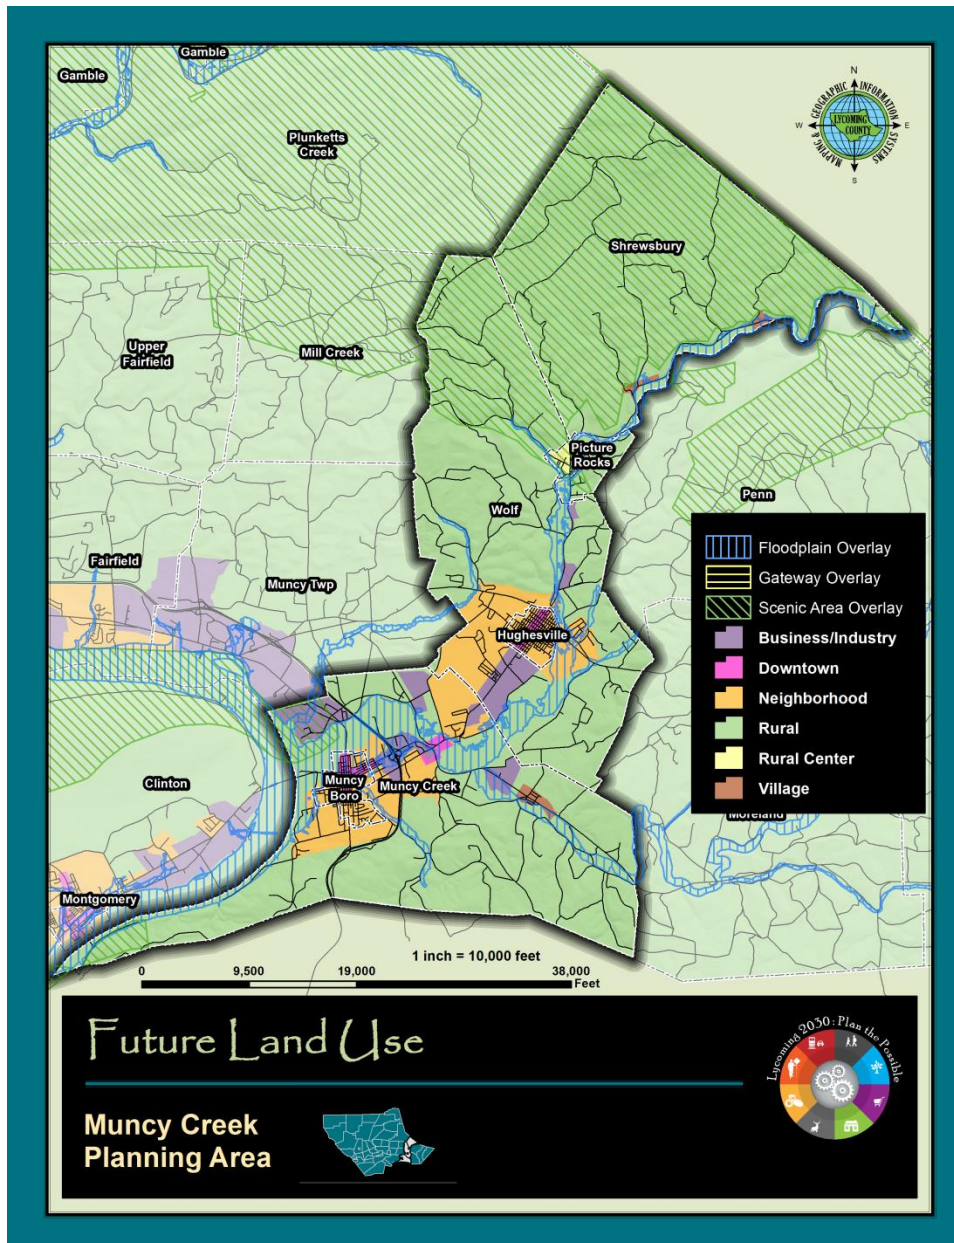 Gamble
Gamble
Plunketts
Creek
N
W
E
S
MAPPING & GEOGRAPHIC INFORMATION SYSTEMS
LYCOMING
COUNTY
Shrewsbury
Upper
Fairfield
Mill Creek
Picture
Rocks
Penn
Wolf
Fairfield
Muncy Twp
Hughesville
Floodplain Overlay
Gateway Overlay
Scenic Area Overlay
Business/Industry
Downtown
Neighborhood
Rural
Rural Center
Village
Clinton
Muncy
Boro
Muncy Creek
Moreland
Montgomery
1 inch = 10,000 feet
0 9,500 19,000 38,000
Feet
Future Land Use
Lycoming 2030: Plan the Possible
Muncy Creek
Planning Area